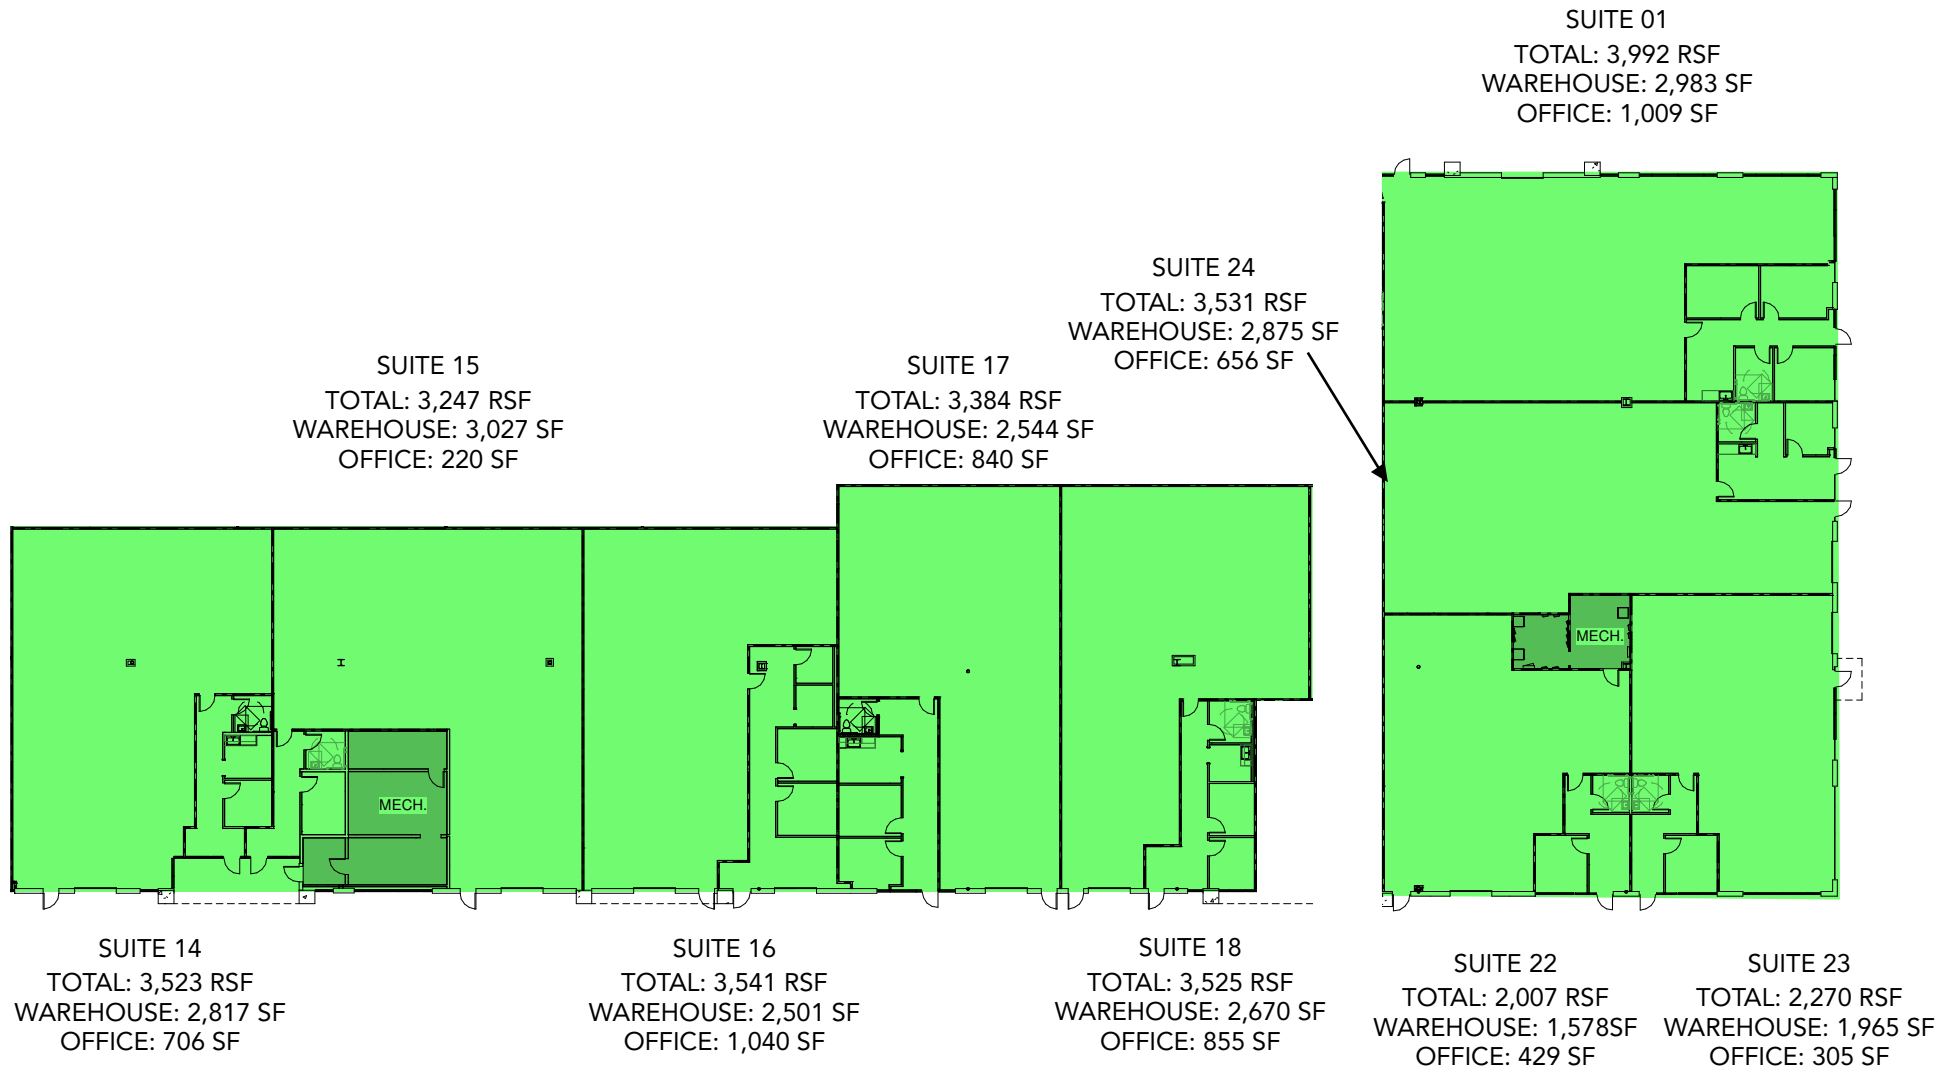 SUITE 01
TOTAL: 3,992 RSF
WAREHOUSE: 2,983 SF
OFFICE: 1,009 SF
SUITE 24
TOTAL: 3,531 RSF
WAREHOUSE: 2,875 SF
OFFICE: 656 SF
SUITE 15
TOTAL: 3,247 RSF
WAREHOUSE: 3,027 SF
OFFICE: 220 SF
SUITE 17
TOTAL: 3,384 RSF
WAREHOUSE: 2,544 SF
OFFICE: 840 SF
MECH.
MECH.
SUITE 14
TOTAL: 3,523 RSF
WAREHOUSE: 2,817 SF
OFFICE: 706 SF
SUITE 16
TOTAL: 3,541 RSF
WAREHOUSE: 2,501 SF
OFFICE: 1,040 SF
SUITE 18
TOTAL: 3,525 RSF
WAREHOUSE: 2,670 SF
OFFICE: 855 SF
SUITE 22
TOTAL: 2,007 RSF
WAREHOUSE: 1,578SF
OFFICE: 429 SF
SUITE 23
TOTAL: 2,270 RSF
WAREHOUSE: 1,965 SF
OFFICE: 305 SF